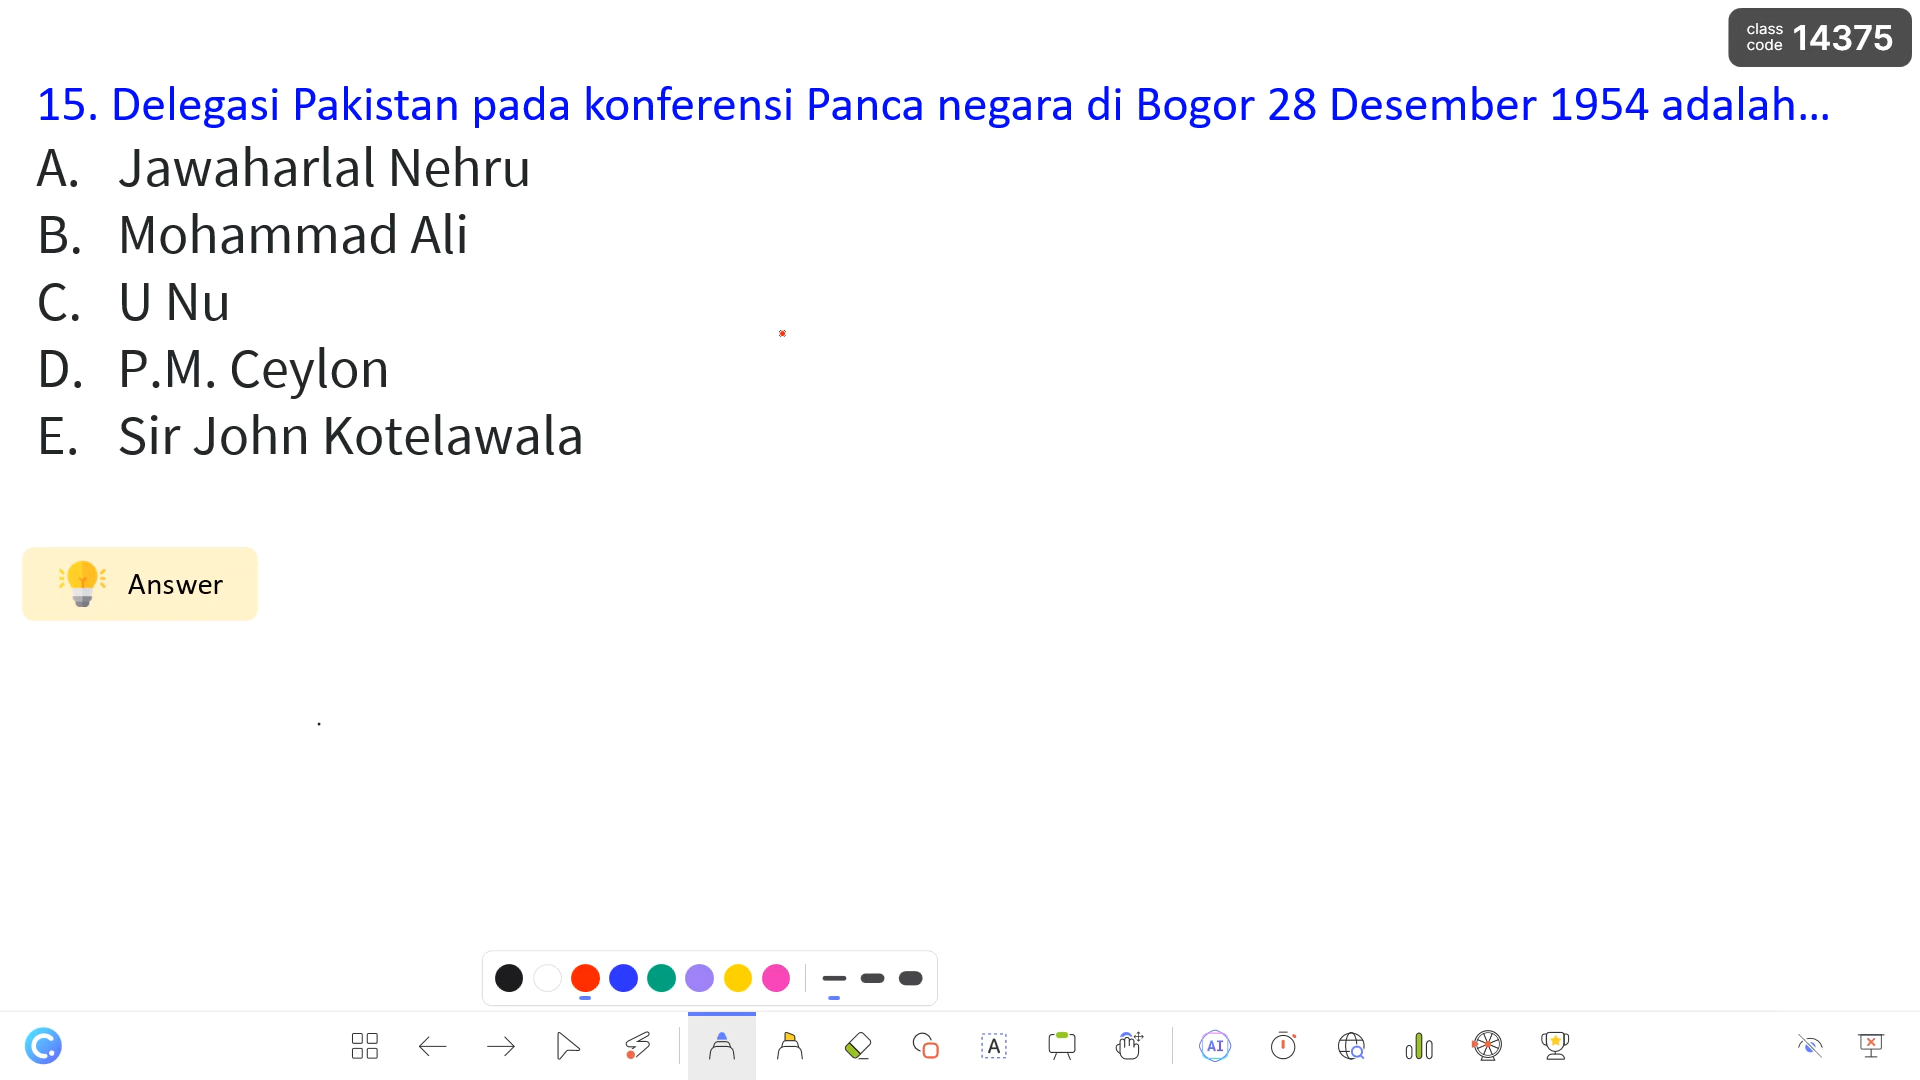 class
code 14375
15. Delegasi Pakistan pada konferensi Panca negara di Bogor 28 Desember 1954 adalah...
A. Jawaharlal Nehru
B. Mohammad Ali
C. U Nu
D. P.M. Ceylon
E. Sir John Kotelawala
Answer
A
AI